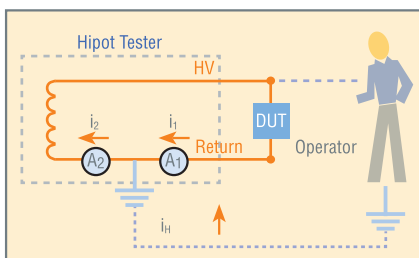 Hipot Tester
HV
i2
i1
DUT
A2
A1
Return
Operator
iH